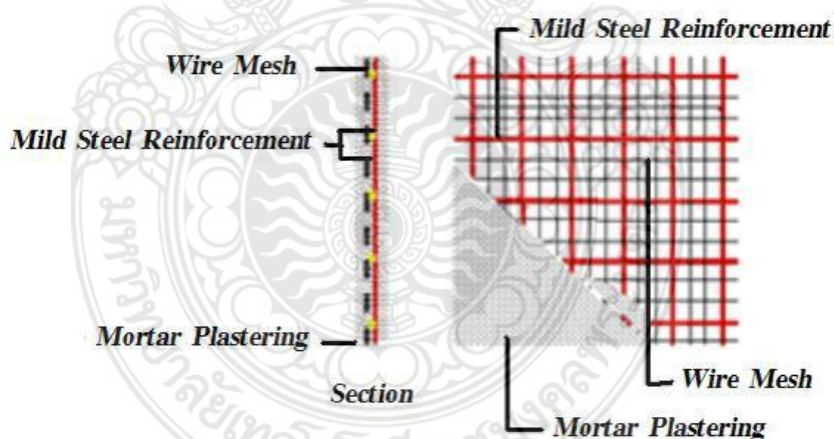 Mild Steel Reinforcement
Wire Mesh
Mild Steel Reinforcement
Mortar Plastering
Section
Wire Mesh
Mortar Plastering